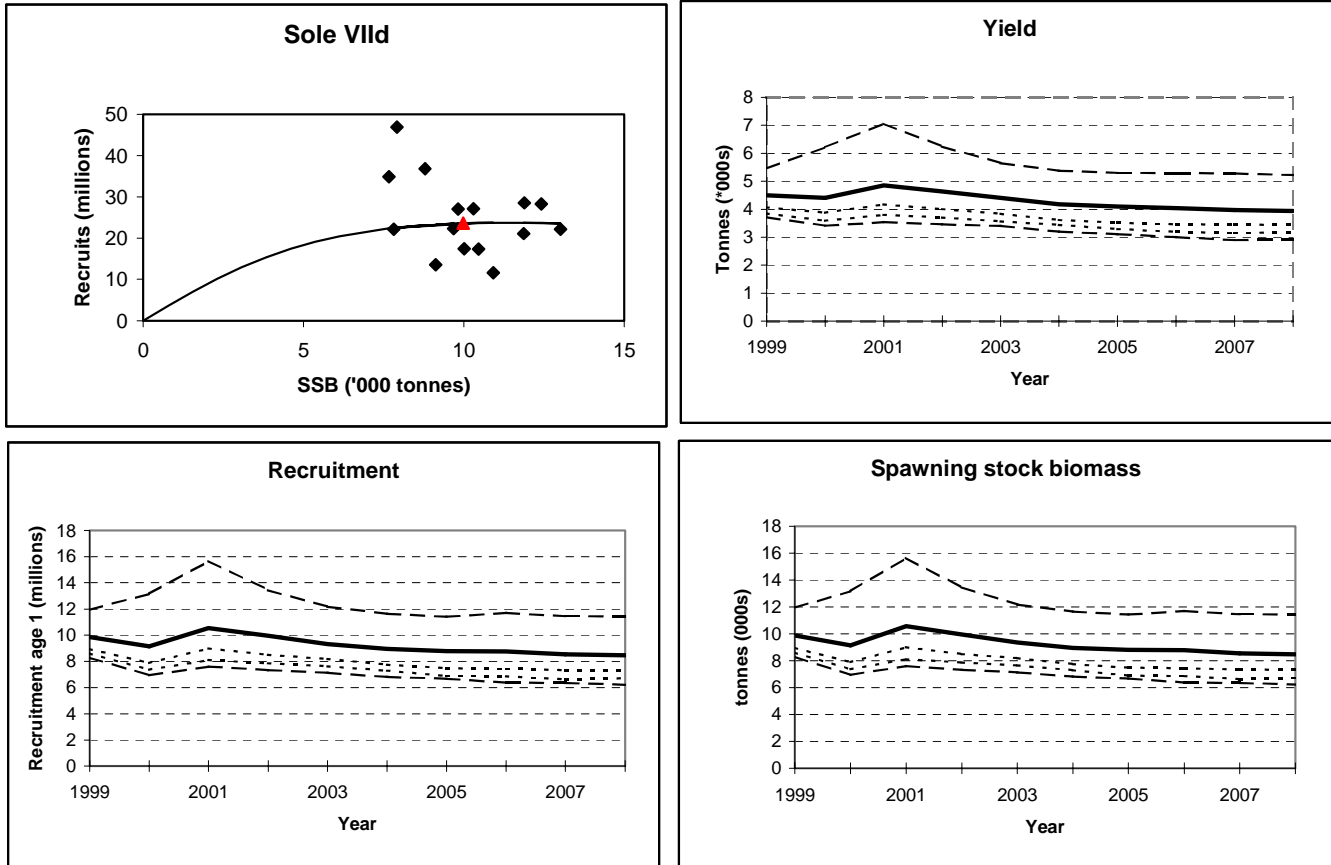 Sole VIId
Recruits (millions)
50
40
30
20
10
0
0 5 10 15
SSB ('000 tonnes)
Yield
Tonnes (*000s)
8
7
6
5
4
3
2
1
0
1999 2001 2003 2005 2007
Year
Recruitment
Recruitment age 1 (millions)
18
16
14
12
10
8
6
4
2
0
1999 2001 2003 2005 2007
Year
Spawning stock biomass
tonnes (000s)
18
16
14
12
10
8
6
4
2
0
1999 2001 2003 2005 2007
Year